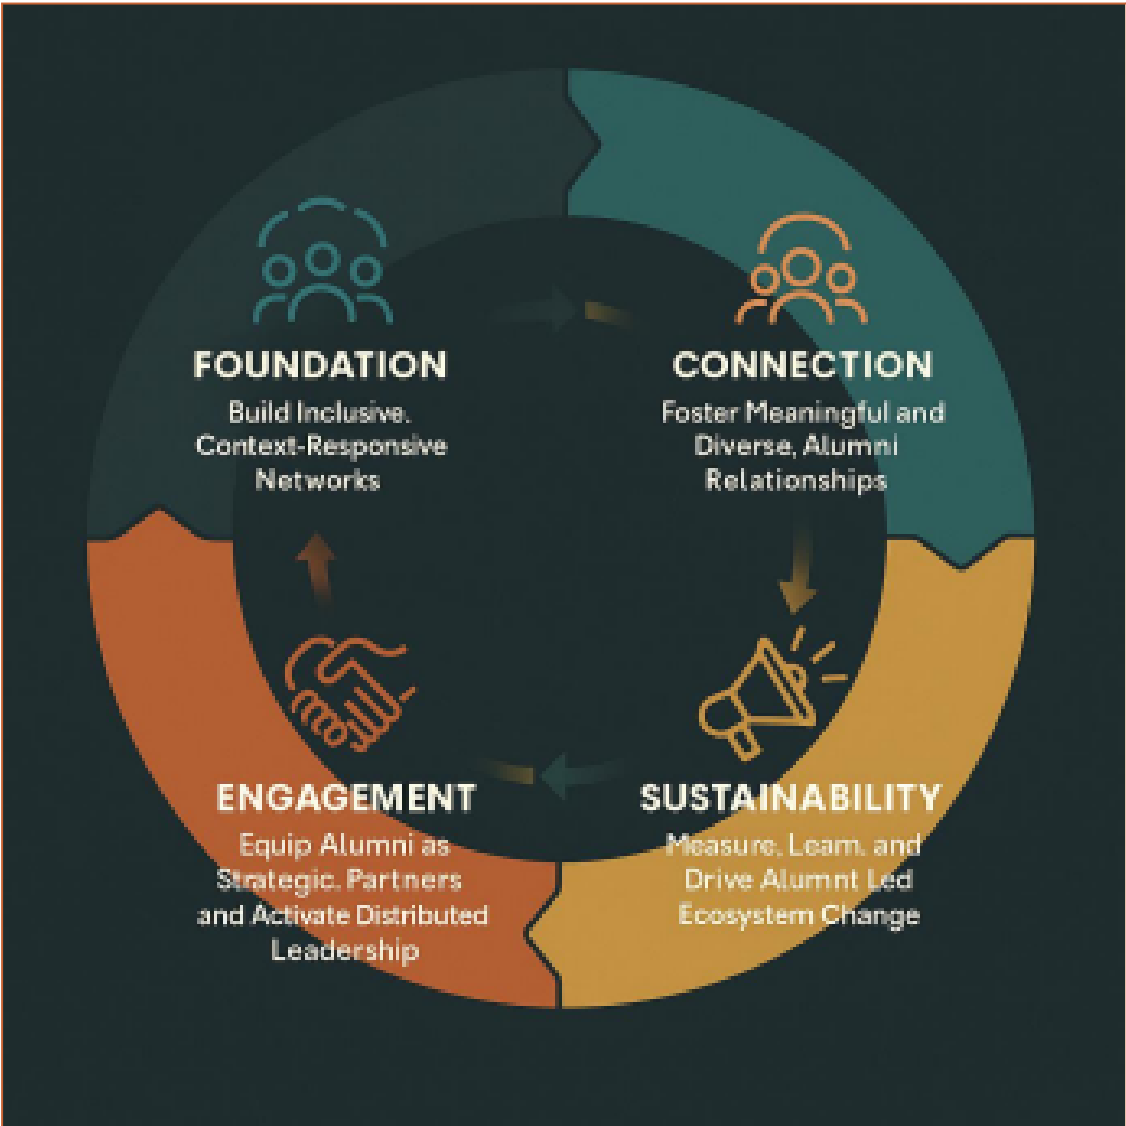 FOUNDATION
Build Inclusive.
Context-Responsive
Networks
CONNECTION
Foster Meaningful and
Diverse, Alumni
Relationships
ENGAGEMENT
Equip Alumni as
Strategic. Partners
and Activate Distributed
Leadership
SUSTAINABILITY
Measure. Learn. and
Drive Alumnt Led
Ecosystem Change